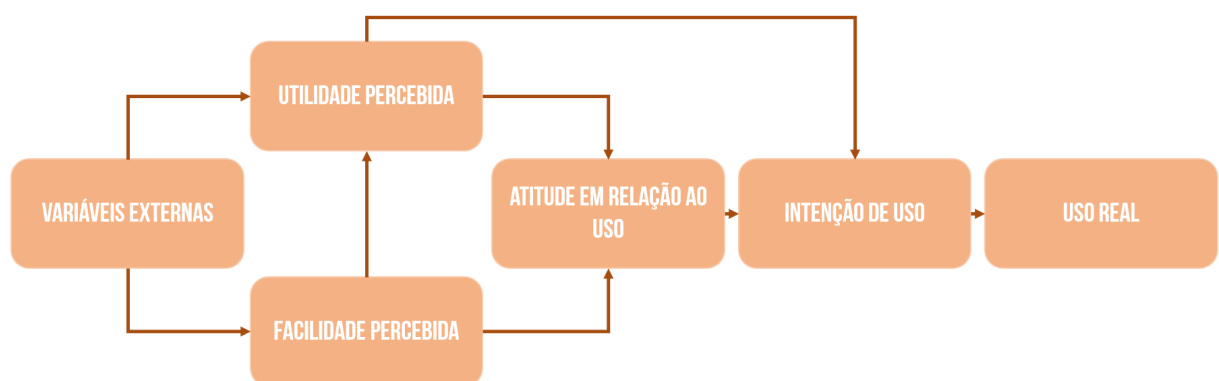 UTILIDADE PERCEBIDA
VARIÁVEIS EXTERNAS
ATITUDE EM RELAÇÃO AO
USO
INTENÇÃO DE USO
USO REAL
FACILIDADE PERCEBIDA